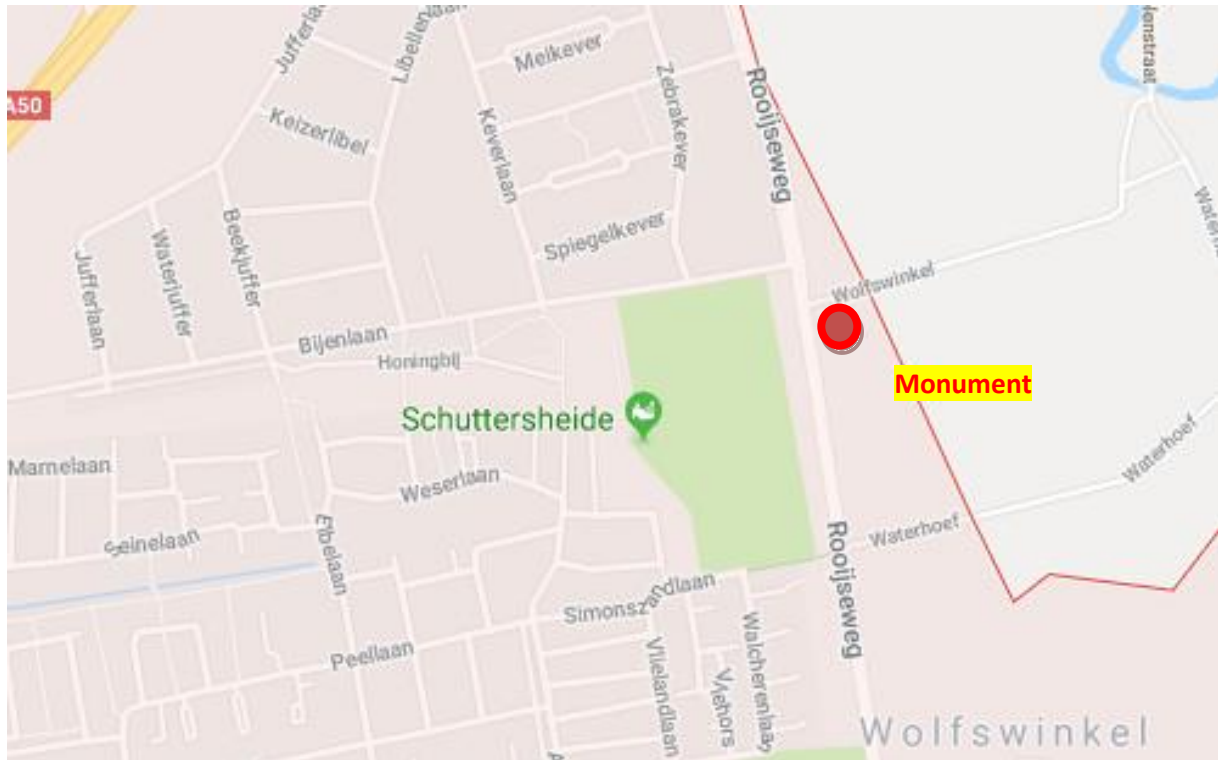 Jufferlaan
Libellenlaan
Meikever
Zebrakever
Rooijseweg
A50
Keizerlibel
Keverlaan
Spiegelkever
Beekjuffer
Waterjuffer
Jufferlaan
Wolfswinkel
Bijenlaan
Honingbij
Monument
Schuttersheide
Marnelaan
Weserlaan
Waterhoef
Seinelaan
Elbelaan
Rooijseweg
Waterhoef
Simonszandlaan
Peellaan
Vlielandlaan
Viehors
Walcherenlaan
Wolfswinkel